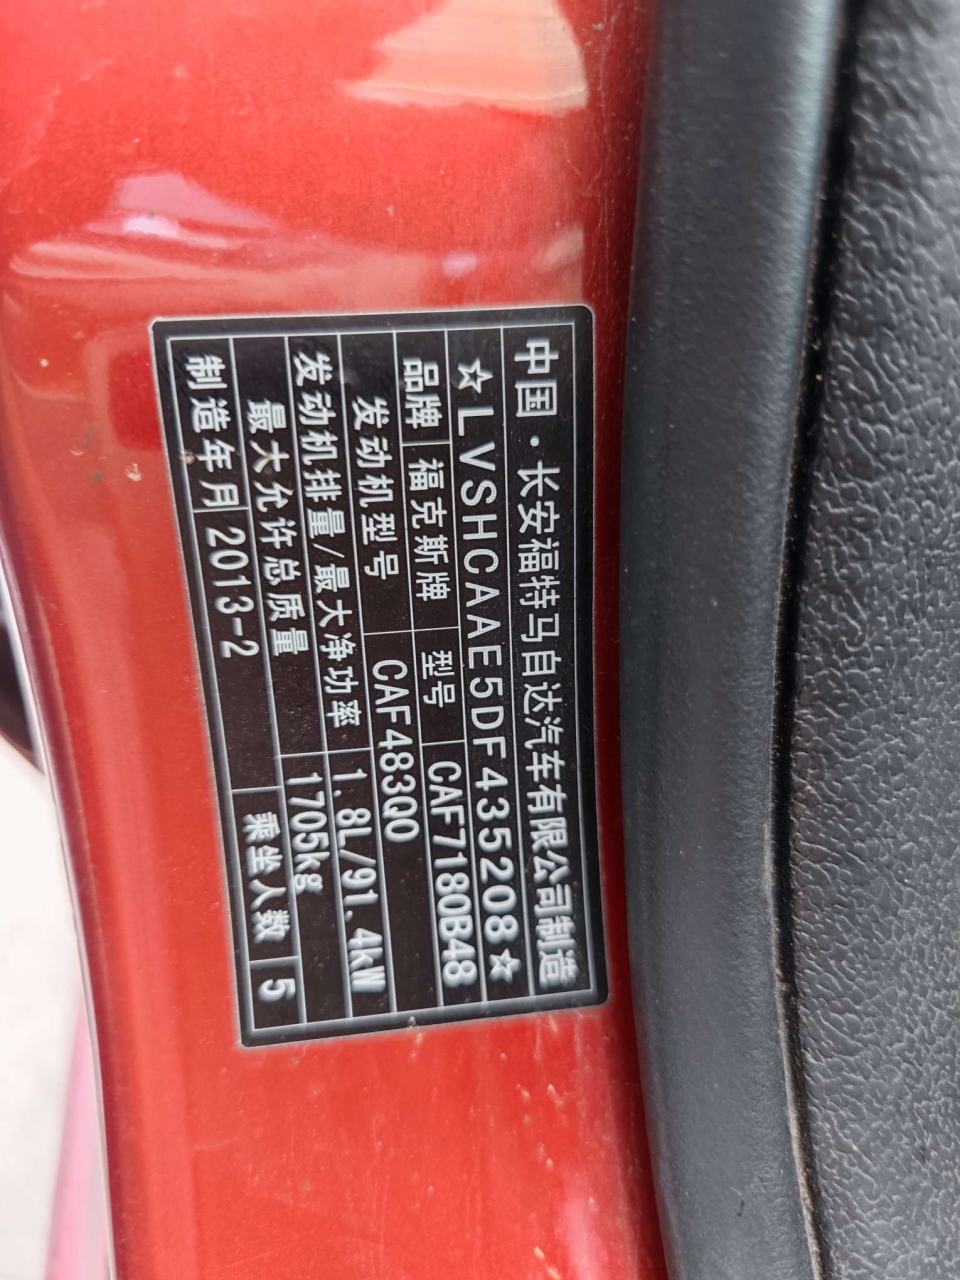 中国·长安福特马自达汽车有限公司制造
☆LVSHCAAE5DF435208☆
品牌 福克斯牌 型号 CAF7180B48
发动机型号 CAF483Q0
发动机排量/最大净功率 1.8L/91.4kW
最大允许总质量 1705kg
制造年月 2013-2 乘坐人数 5